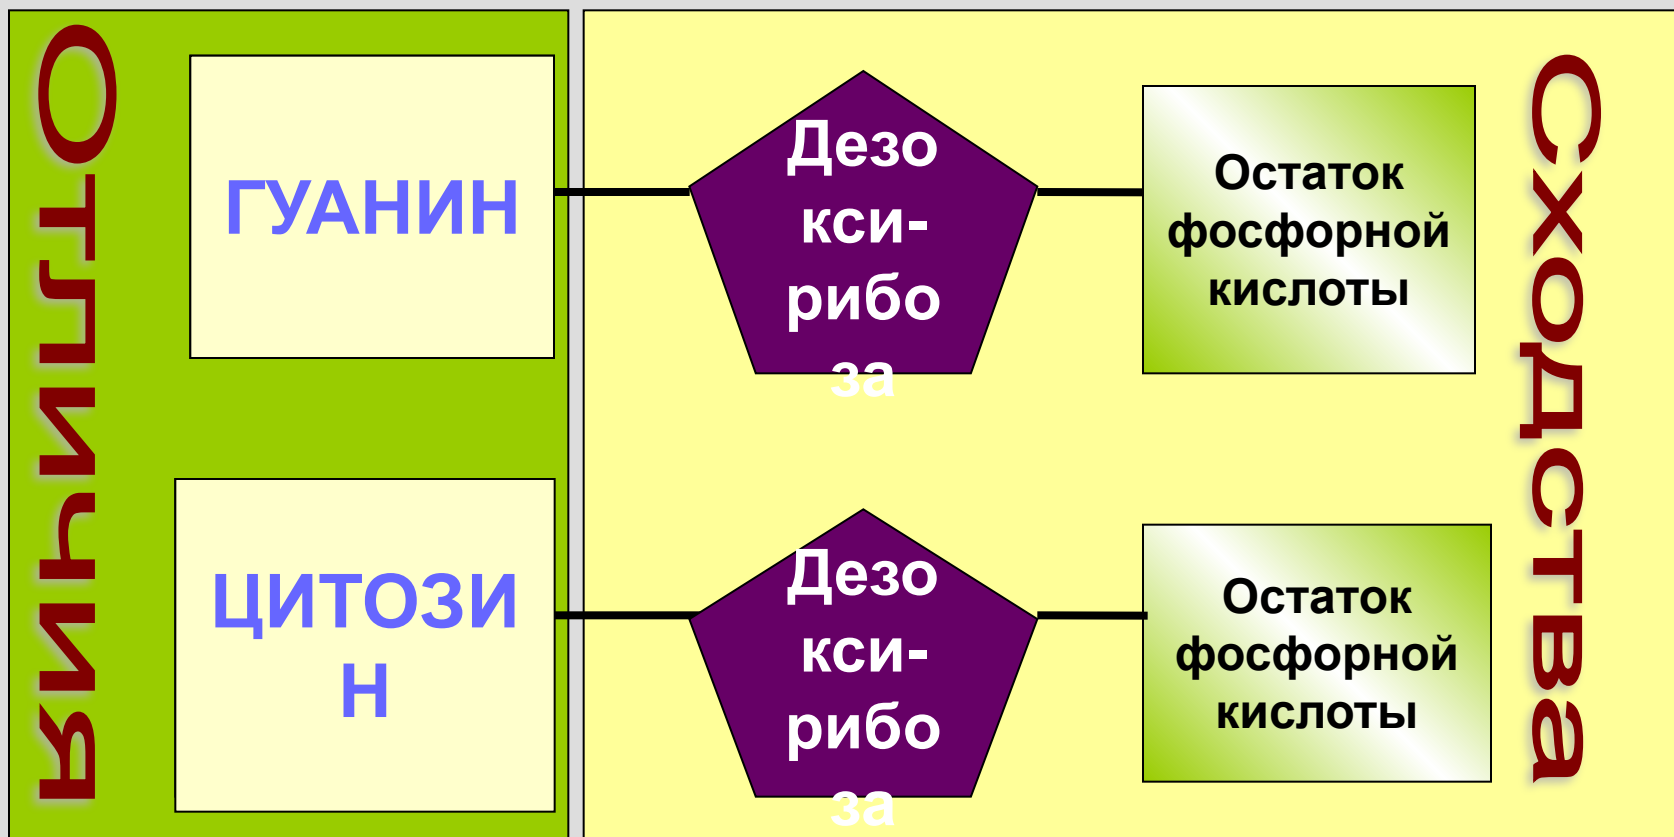 Отличия
ГУАНИН
Дезо
кси-
рибо
за
Остаток
фосфорной
кислоты
Сходства
ЦИТОЗИ
Н
Дезо
кси-
рибо
за
Остаток
фосфорной
кислоты